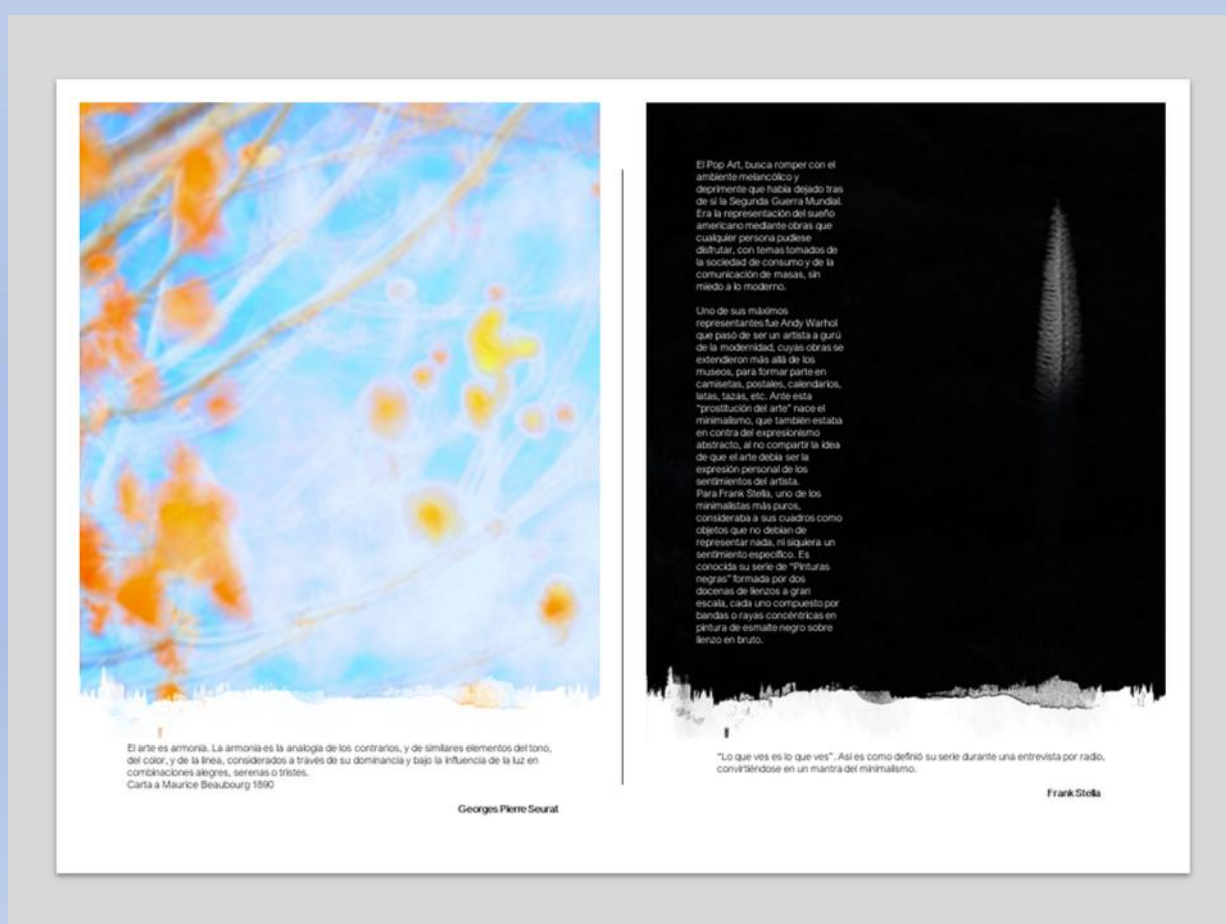 El Pop Art, busca romper con el
ambiente melancólico y
deprimente que había dejado tras
de sí la Segunda Guerra Mundial.
Era la representación del sueño
americano mediante obras que
cualquier persona pudiese
disfrutar, con temas tomados de
la sociedad de consumo y de la
comunicación de masas, sin
miedo a lo moderno.
Uno de sus máximos
representantes fue Andy Warhol
que pasó de ser un artista a gurú
de la modernidad, cuyas obras se
extendieron más allá de los
museos, para formar parte en
camisetas, postales, calendarios,
latas, tazas, etc. Ante esta
"prostitución del arte" nace el
minimalismo, que también estaba
en contra del expresionismo
abstracto, al no compartir la idea
de que el arte debía ser la
expresión personal de los
sentimientos del artista.
Para Frank Stella, uno de los
minimalistas más puros,
consideraba a sus cuadros como
objetos que no debían de
representar nada, ni siquiera un
sentimiento específico. Es
conocida su serie de "Pinturas
negras" formada por dos
docenas de lienzos a gran
escala, cada uno compuesto por
bandas o rayas concéntricas en
pintura de esmalte negro sobre
lienzo en bruto.
El arte es armonía. La armonía es la analogía de los contrarios, y de similares elementos del tono,
del color, y de la línea, considerados a través de su dominancia y bajo la influencia de la luz en
combinaciones alegres, serenas o tristes.
Carta a Maurice Beaubourg 1890
Georges Pierre Seurat
"Lo que ves es lo que ves". Así es como definió su serie durante una entrevista por radio,
convirtiéndose en un mantra del minimalismo.
Frank Stella